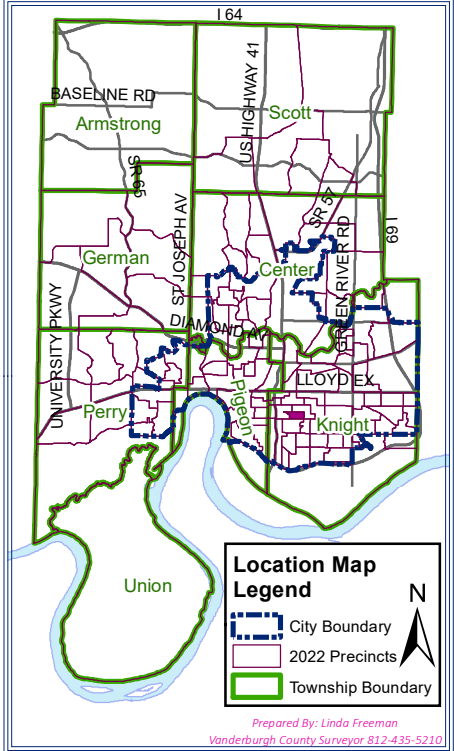 I 64
US HIGHWAY 41
BASELINE RD
Scott
Armstrong
SR 65
SR 57
ST. JOSEPH AV
I 69
German
Center
GREEN RIVER RD
UNIVERSITY PKWY
DIAMOND AV
LLOYD EX
Perry
Pigeon
Knight
Union
Location Map
Legend
N
City Boundary
2022 Precincts
Township Boundary
Prepared By: Linda Freeman
Vanderburgh County Surveyor 812-435-5210